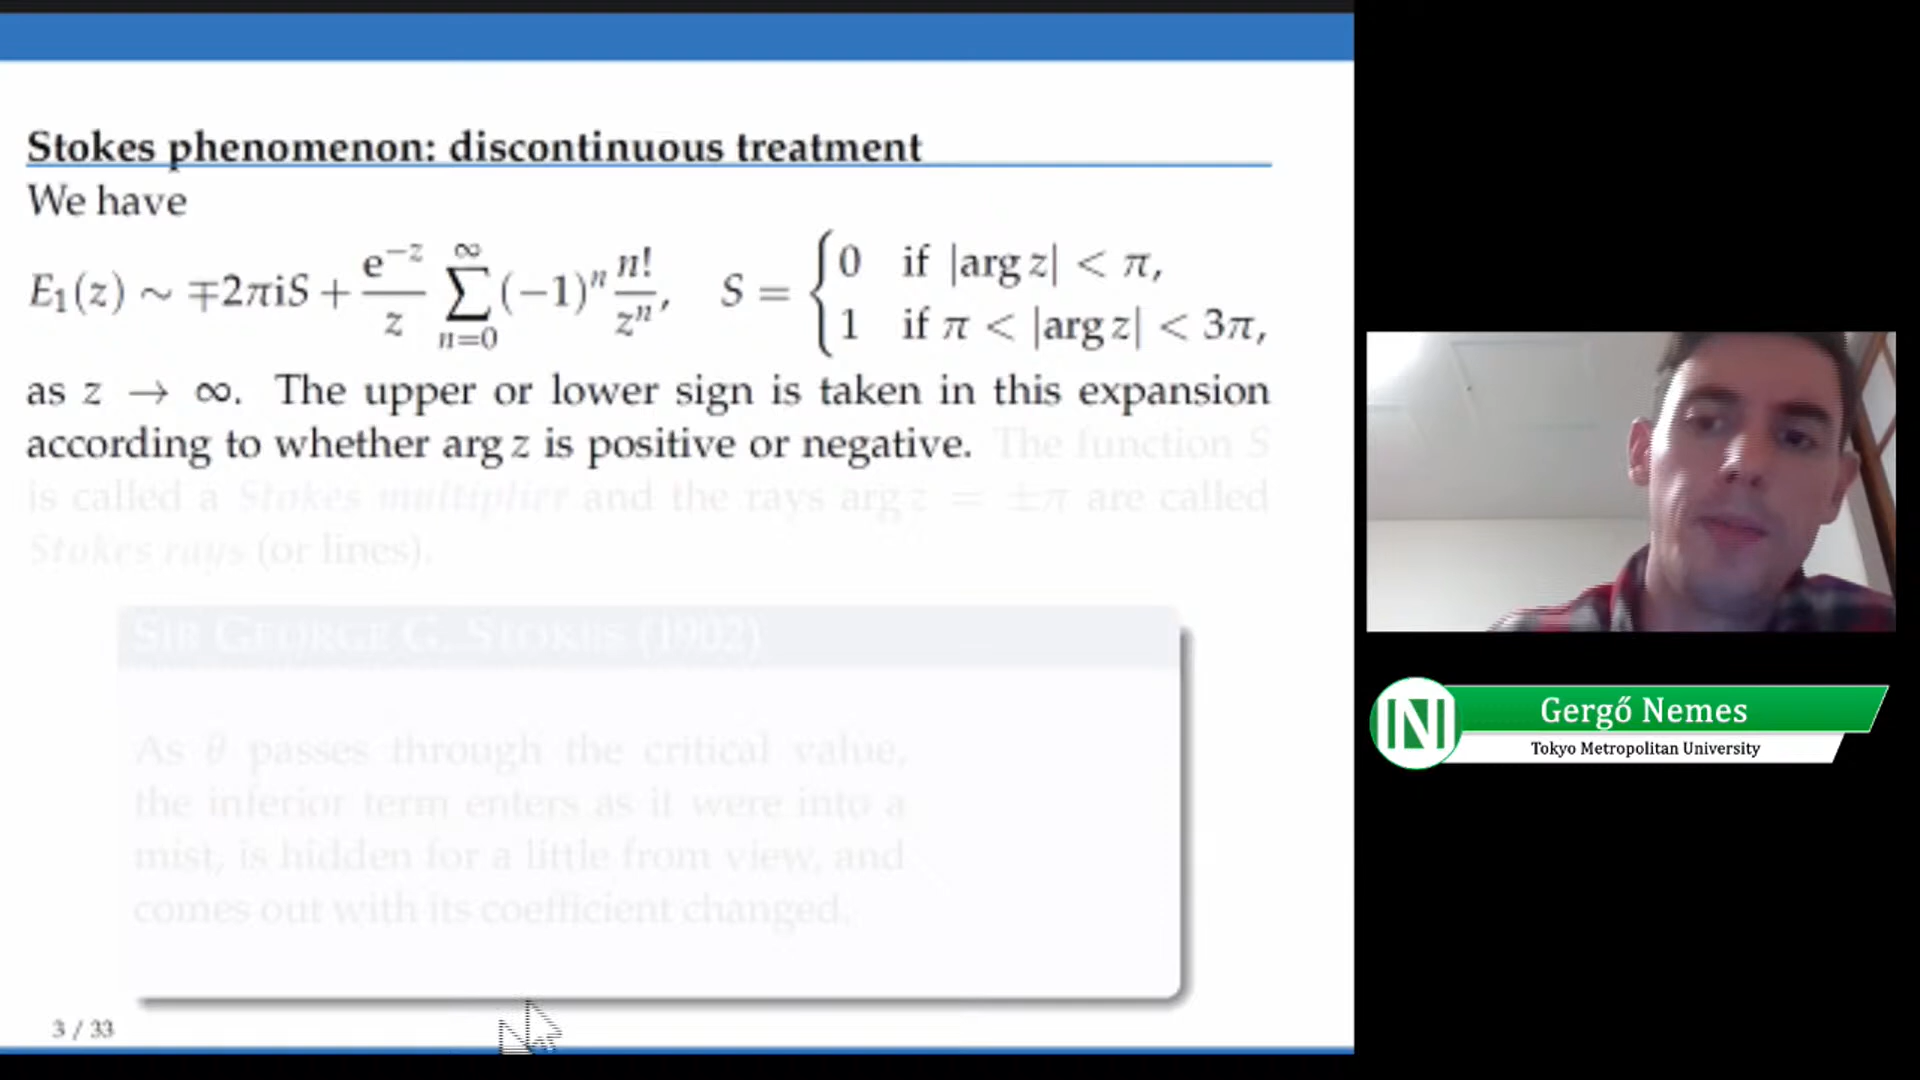 Stokes phenomenon: discontinuous treatment
We have
E₁(z) ∼ ∓2πiS + e⁻ᶻ/z ∑_{n=0}^{∞} (−1)ⁿ n!/zⁿ, S = { 0 if |arg z| < π,
1 if π < |arg z| < 3π,
as z → ∞. The upper or lower sign is taken in this expansion
according to whether arg z is positive or negative. The function S
is called a Stokes multiplier and the rays arg z = ±π are called
Stokes rays (or lines).
SIR GEORGE G. STOKES (1902)
As θ passes through the critical value,
the inferior term enters as it were into a
mist, is hidden for a little from view, and
comes out with its coefficient changed.
3 / 33
Gergő Nemes
Tokyo Metropolitan University